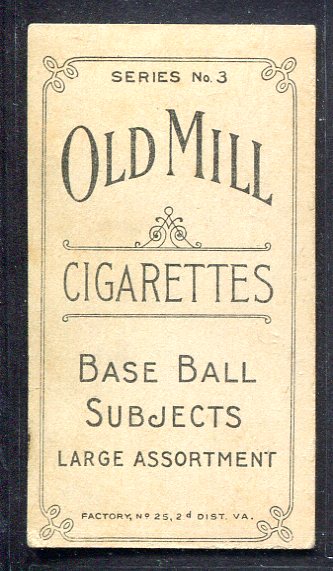 SERIES No. 3
OLD MILL
CIGARETTES
BASE BALL
SUBJECTS
LARGE ASSORTMENT
FACTORY, No 25, 2d DIST. VA.